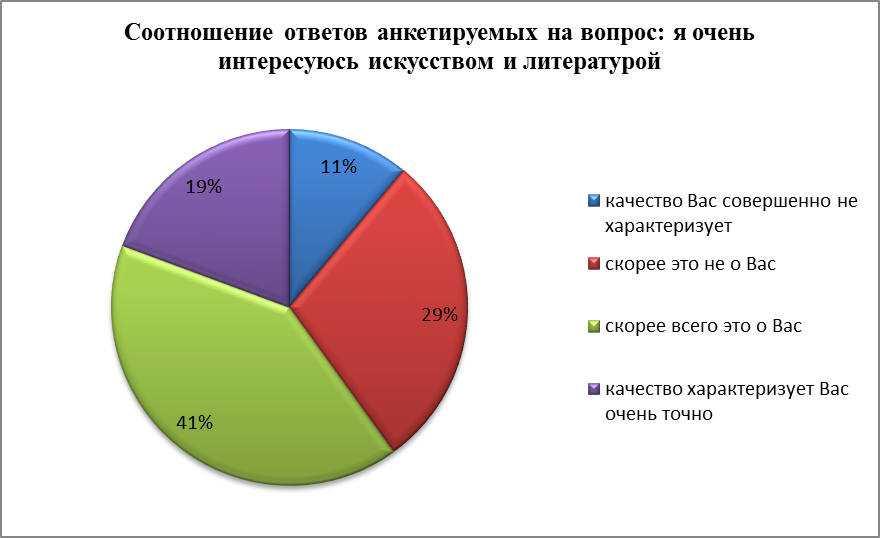 Соотношение ответов анкетируемых на вопрос: я очень
интересуюсь искусством и литературой
11%
19%
29%
41%
качество Вас совершенно не
характеризует
скорее это не о Вас
скорее всего это о Вас
качество характеризует Вас
очень точно